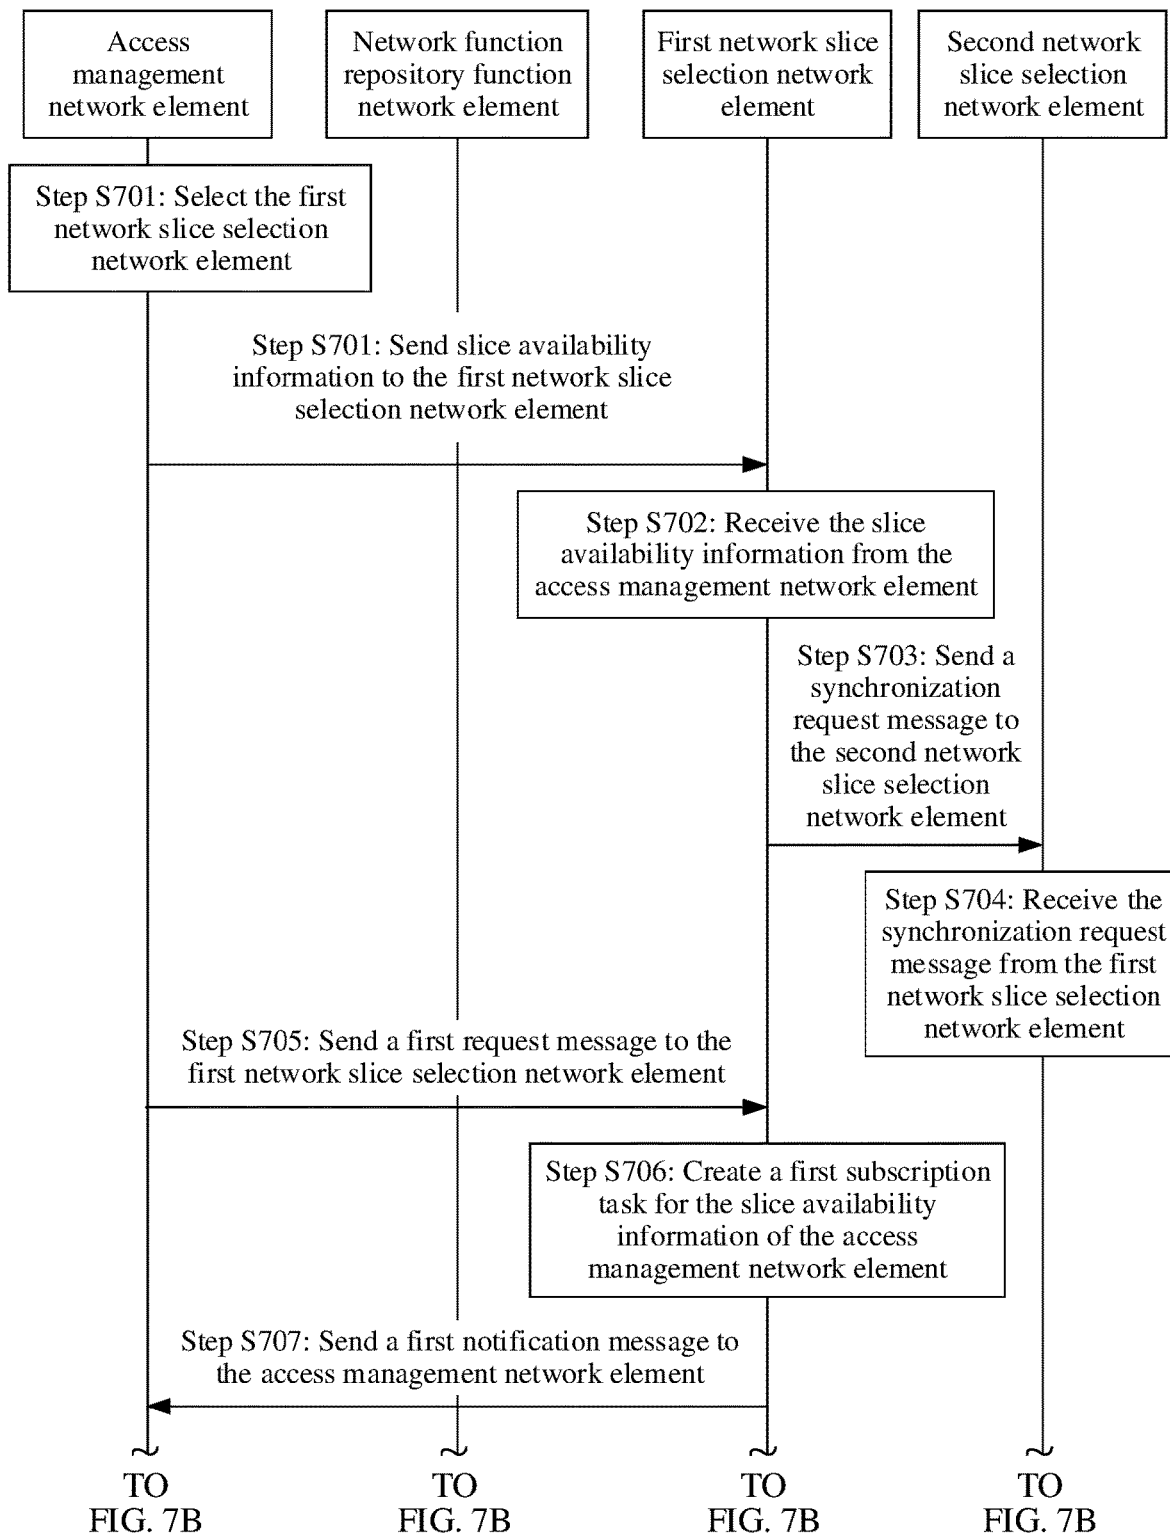 Access
management
network element
Network function
repository function
network element
First network slice
selection network
element
Second network
slice selection
network element
Step S701: Select the first
network slice selection
network element
Step S701: Send slice availability
information to the first network slice
selection network element
Step S702: Receive the slice
availability information from the
access management network element
Step S703: Send a
synchronization
request message to
the second network
slice selection
network element
Step S704: Receive the
synchronization request
message from the first
network slice selection
network element
Step S705: Send a first request message to the
first network slice selection network element
Step S706: Create a first subscription
task for the slice availability
information of the access
management network element
Step S707: Send a first notification message to
the access management network element
TO
FIG. 7B
TO
FIG. 7B
TO
FIG. 7B
TO
FIG. 7B